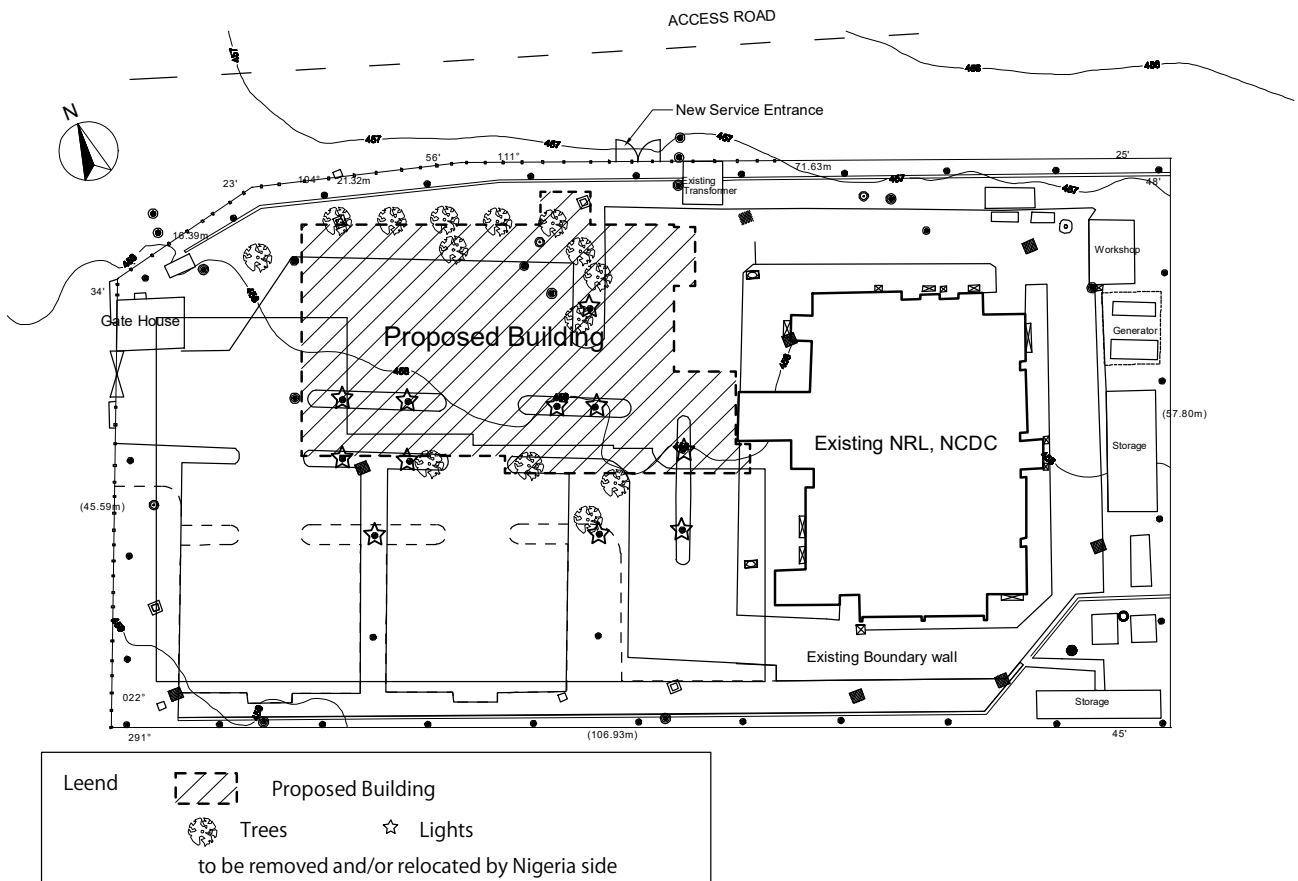 ACCESS ROAD
457
456
456
N
New Service Entrance
457
457
457
56'
111°
71.63m
25'
104°
21.32m
23'
Existing
Transformer
457
457
48'
16.39m
Workshop
34'
Gate House
Proposed Building
Generator
(57.80m)
Existing NRL, NCDC
Storage
(45.59m)
Existing Boundary wall
022°
Storage
291°
(106.93m)
45'
Leend
Proposed Building
Trees
Lights
to be removed and/or relocated by Nigeria side